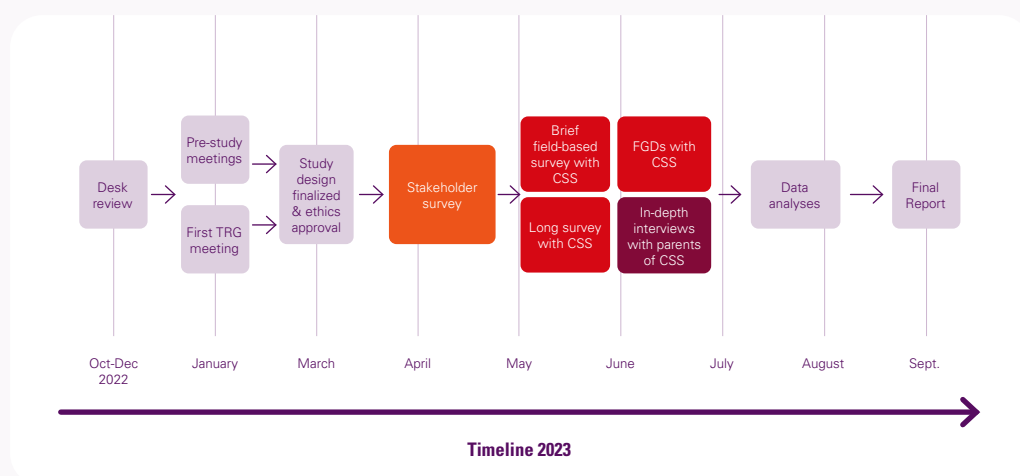 Desk
review
Pre-study
meetings
First TRG
meeting
Study
design
finalized
& ethics
approval
Stakeholder
survey
Brief
field-based
survey with
CSS
Long survey
with CSS
FGDs with
CSS
In-depth
interviews
with parents
of CSS
Data
analyses
Final
Report
Oct-Dec
2022
January
March
April
May
June
July
August
Sept.
Timeline 2023